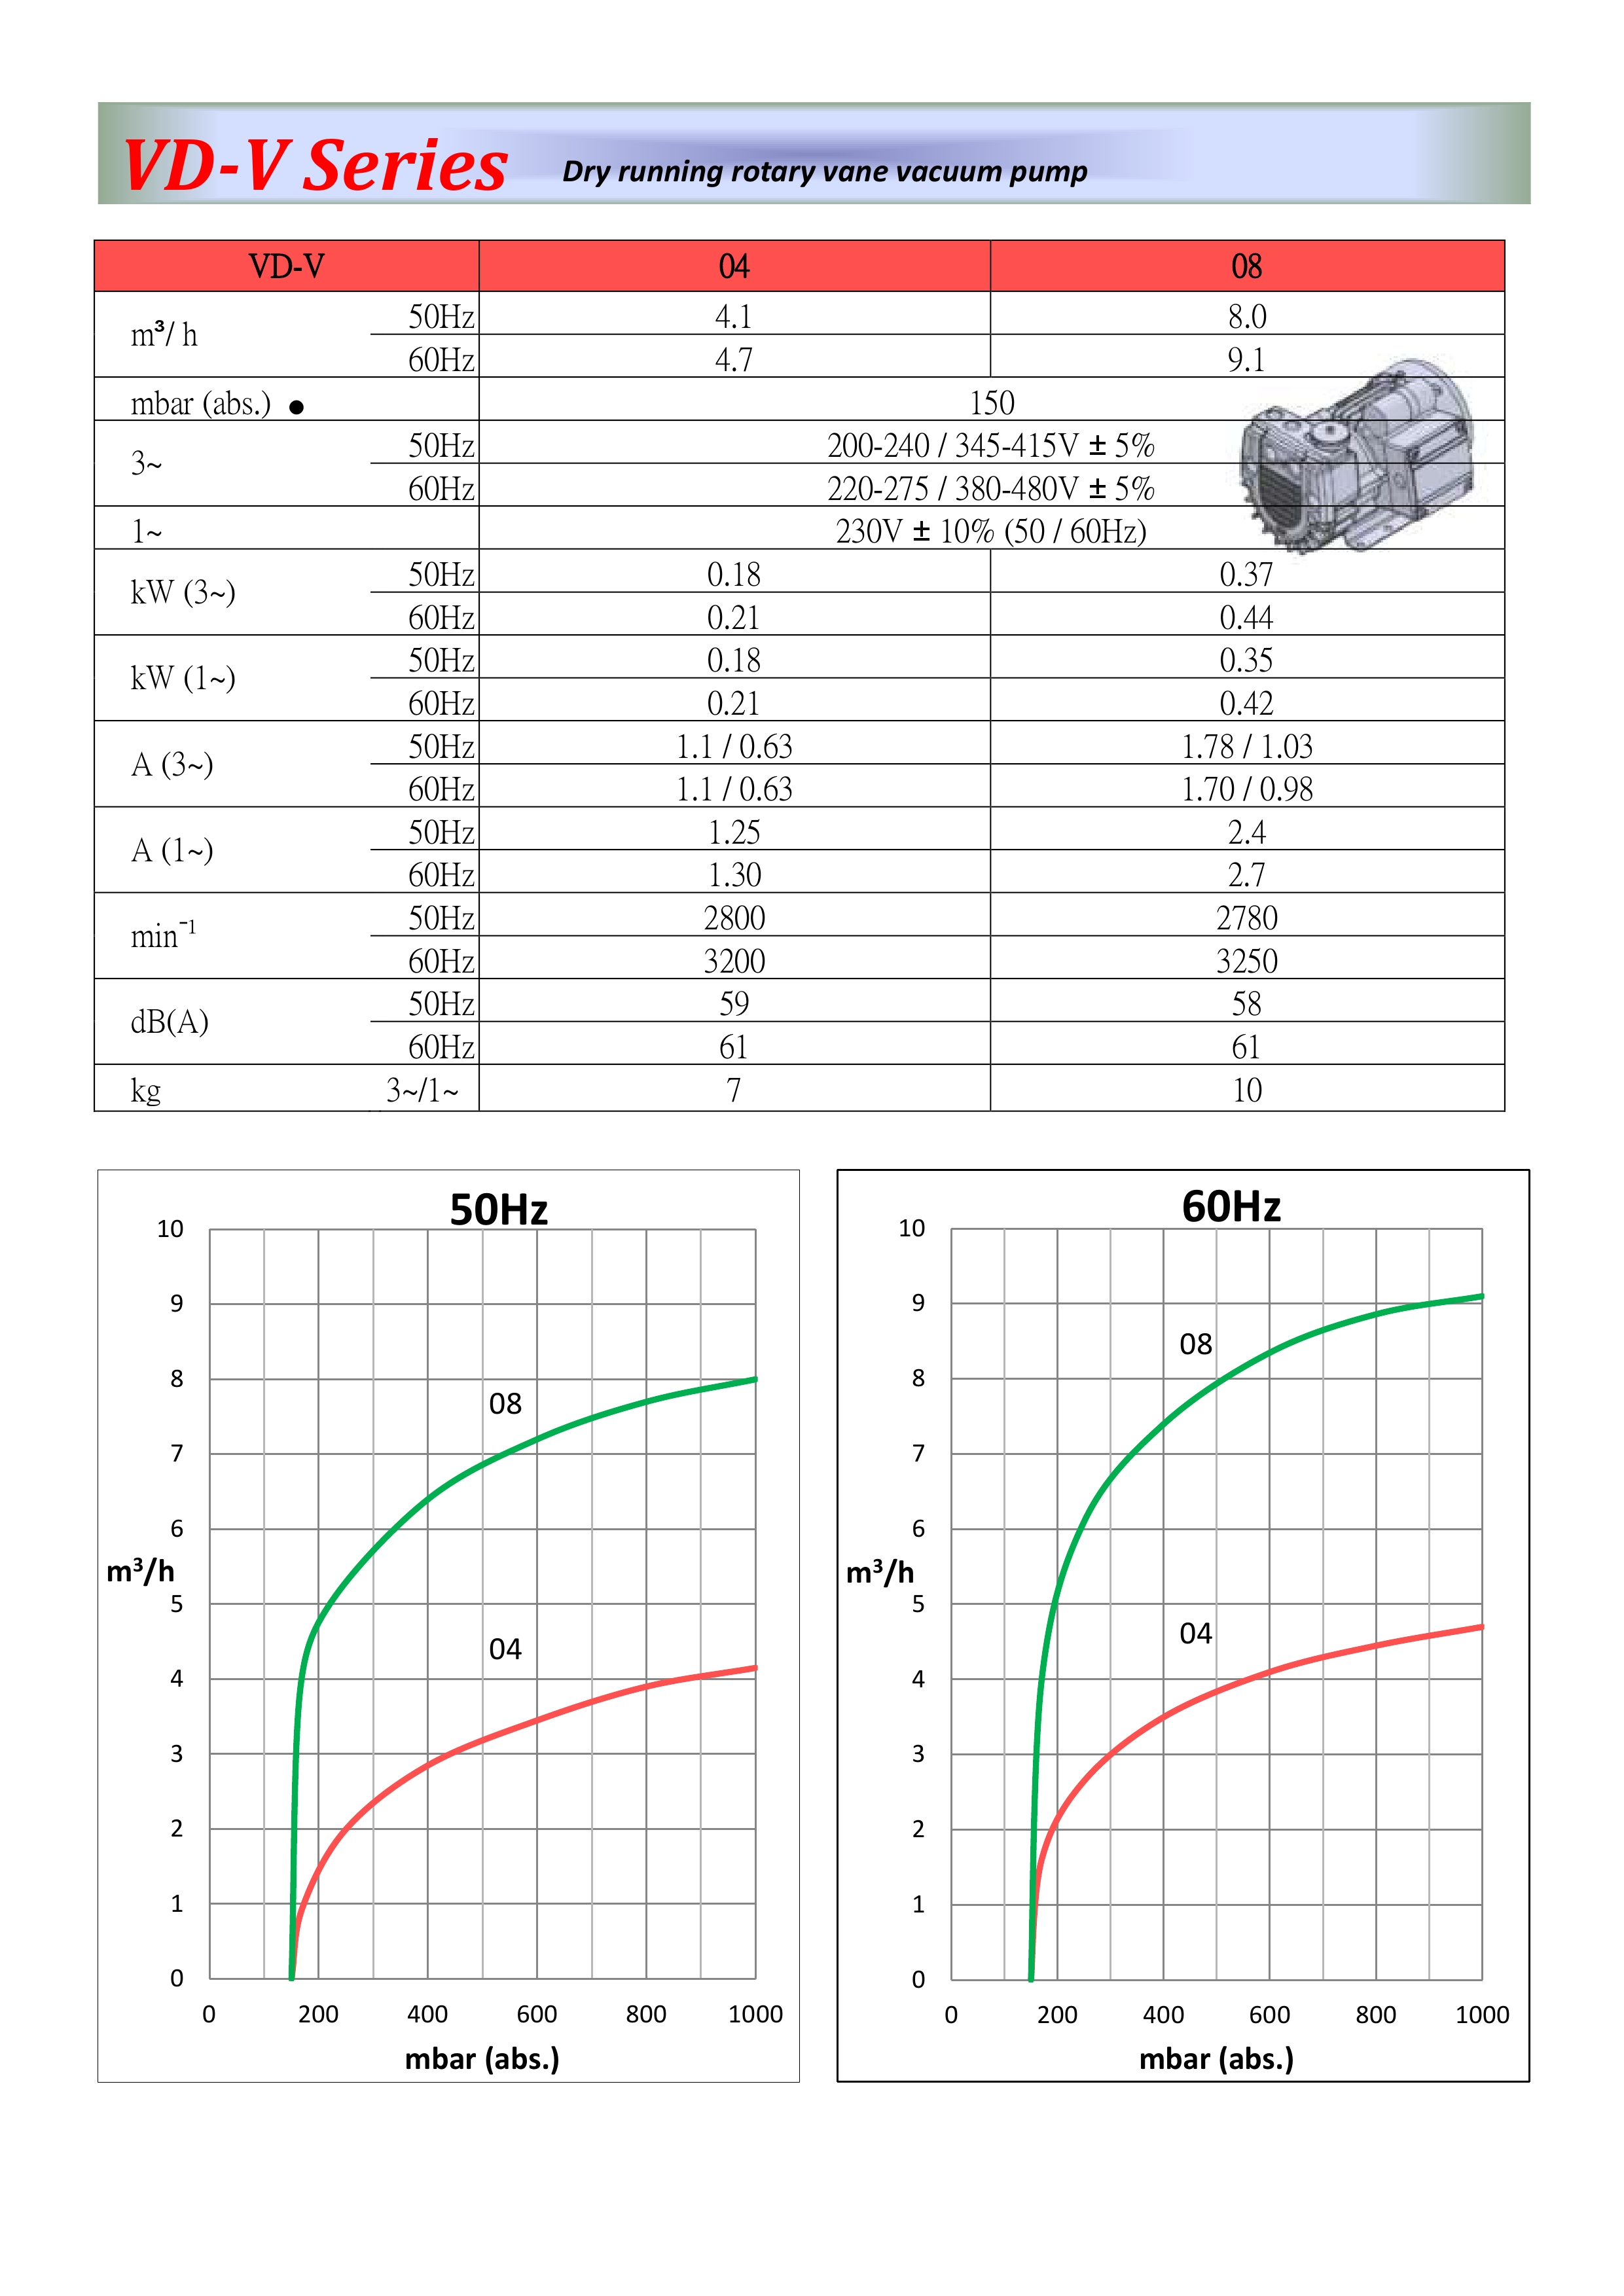 VD-V Series Dry running rotary vane vacuum pump
VD-V 04 08
m³/ h 50Hz 4.1 8.0
60Hz 4.7 9.1
mbar (abs.) ● 150
3~ 50Hz 200-240 / 345-415V ± 5%
60Hz 220-275 / 380-480V ± 5%
1~ 230V ± 10% (50 / 60Hz)
kW (3~) 50Hz 0.18 0.37
60Hz 0.21 0.44
kW (1~) 50Hz 0.18 0.35
60Hz 0.21 0.42
A (3~) 50Hz 1.1 / 0.63 1.78 / 1.03
60Hz 1.1 / 0.63 1.70 / 0.98
A (1~) 50Hz 1.25 2.4
60Hz 1.30 2.7
min⁻¹ 50Hz 2800 2780
60Hz 3200 3250
dB(A) 50Hz 59 58
60Hz 61 61
kg 3~/1~ 7 10
50Hz
10
9
8
08
7
6
m³/h
5
04
4
3
2
1
0
0 200 400 600 800 1000
mbar (abs.)
60Hz
10
9
08
8
7
6
m³/h
5
04
4
3
2
1
0
0 200 400 600 800 1000
mbar (abs.)